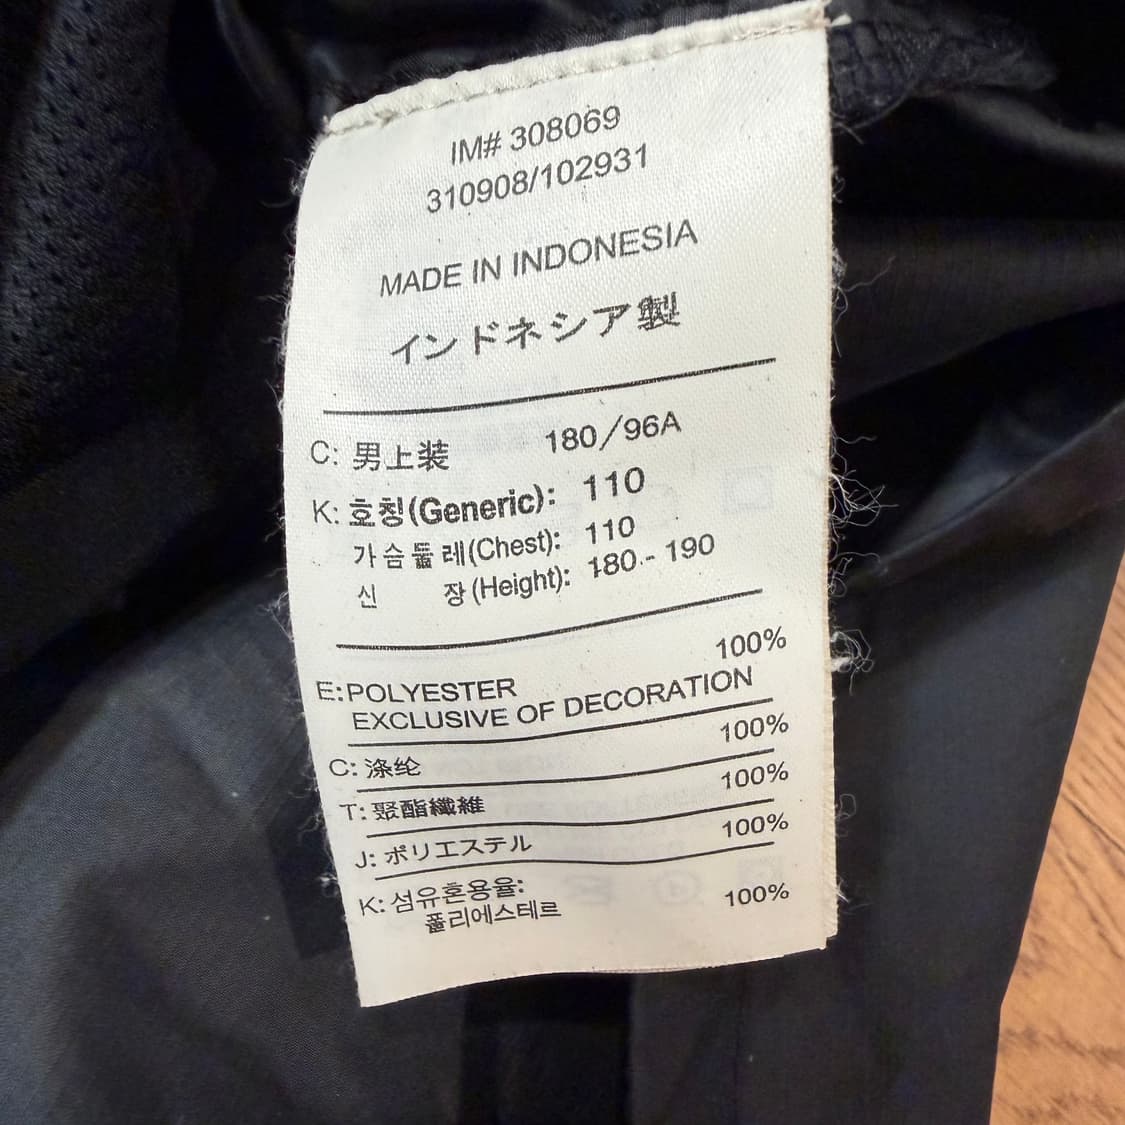 IM# 308069
310908/102931
MADE IN INDONESIA
インドネシア製
C: 男上装 180/96A
K: 호칭(Generic): 110
가슴둘레(Chest): 110
신 장(Height): 180 - 190
100%
E:POLYESTER
EXCLUSIVE OF DECORATION
100%
C: 涤纶
100%
T: 聚酯纖維
100%
J: ポリエステル
K: 섬유혼용율:
폴리에스테르 100%